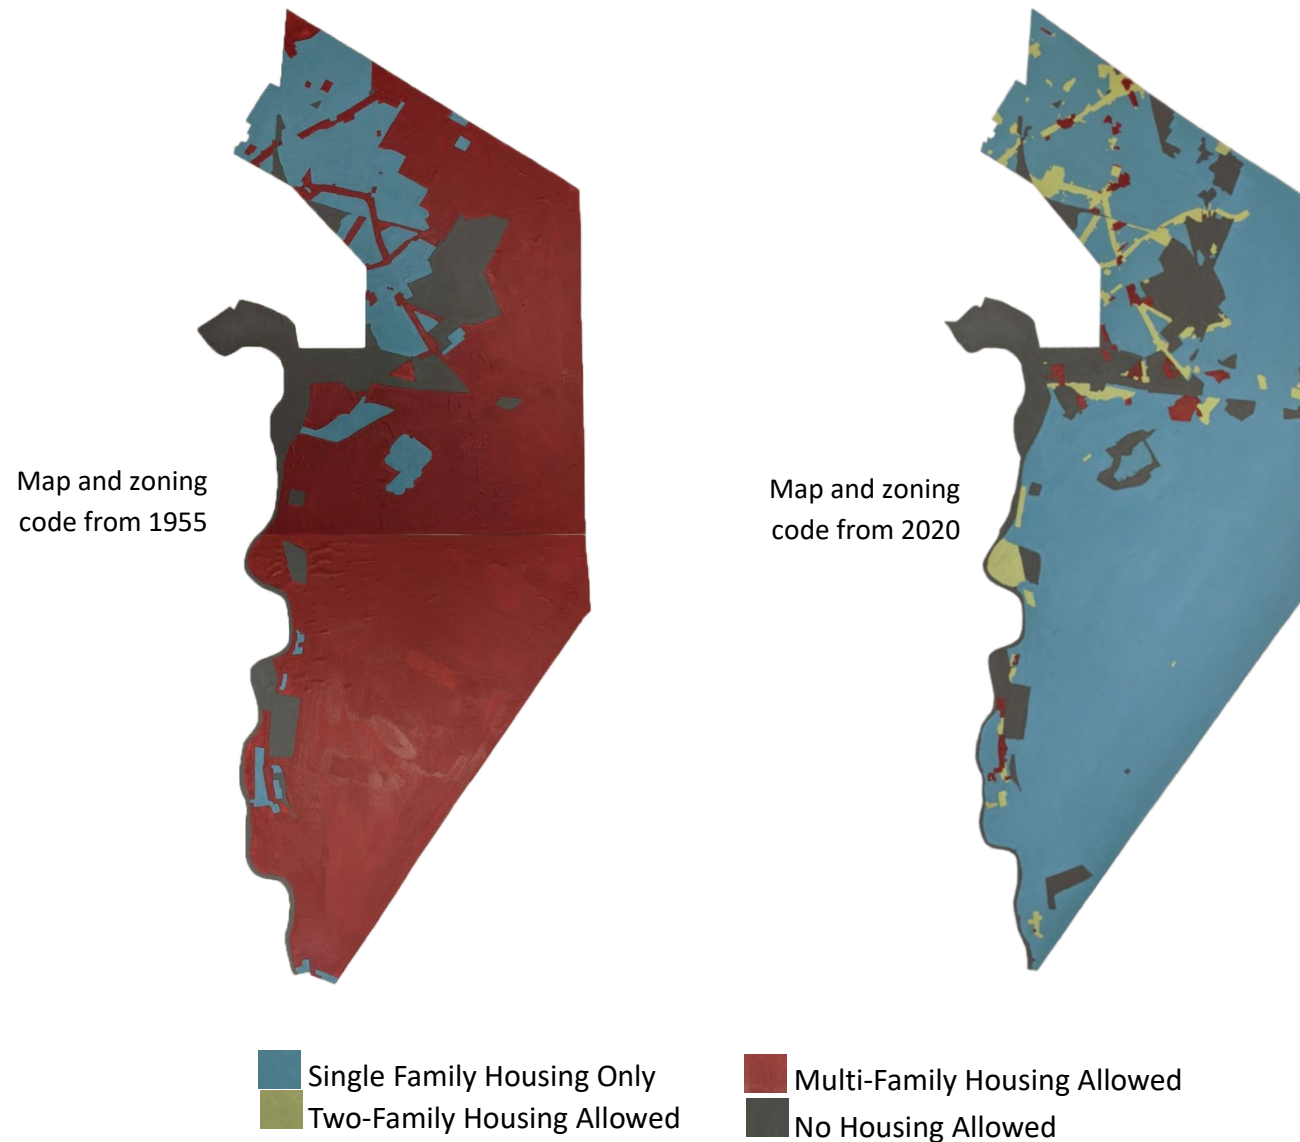 Map and zoning
code from 1955
Map and zoning
code from 2020
Single Family Housing Only
Two-Family Housing Allowed
Multi-Family Housing Allowed
No Housing Allowed